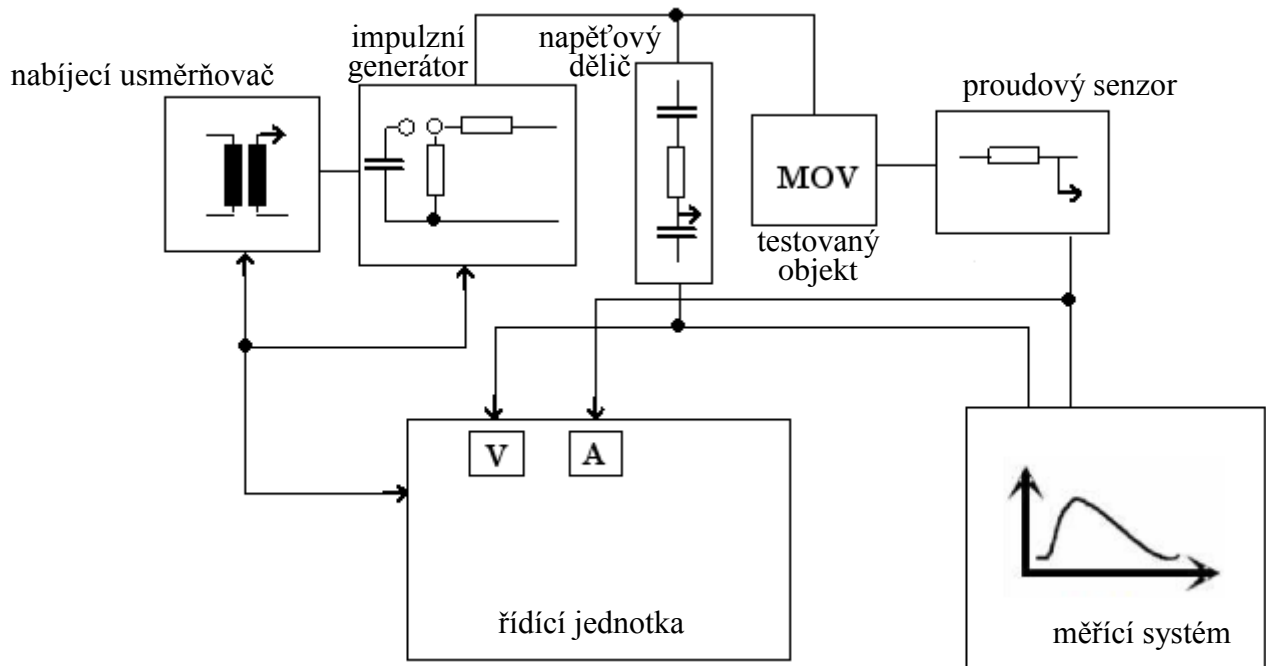 nabíjecí usměrňovač
impulzní
generátor
napěťový
dělič
proudový senzor
MOV
testovaný
objekt
V
A
řídící jednotka
měřící systém